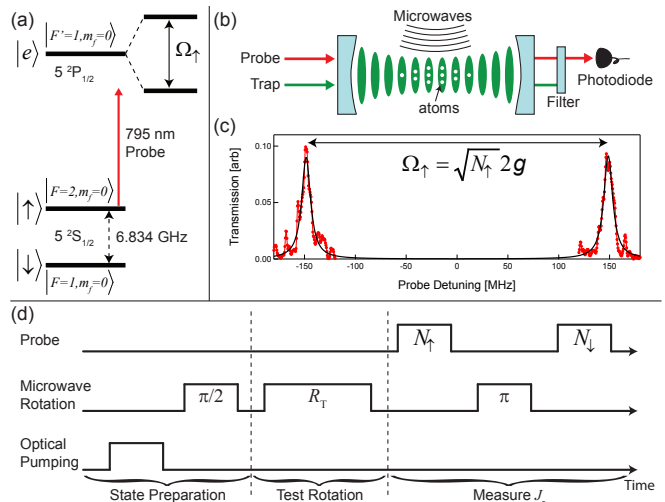 (a)
|F'=1,m_f=0⟩
|e⟩
Ω↑
5 ²P₁/₂
795 nm
Probe
|F=2,m_f=0⟩
|↑⟩
5 ²S₁/₂
6.834 GHz
|↓⟩
|F=1,m_f=0⟩
(b)
Microwaves
Probe
Trap
atoms
Photodiode
Filter
(c)
Ω↑ = √N↑ 2g
Transmission [arb]
0.10
0.05
0.00
-150 -100 -50 0 50 100 150
Probe Detuning [MHz]
(d)
Probe
N↑ N↓
Microwave
Rotation
π/2 R_T π
Optical
Pumping
Time
State Preparation Test Rotation Measure J